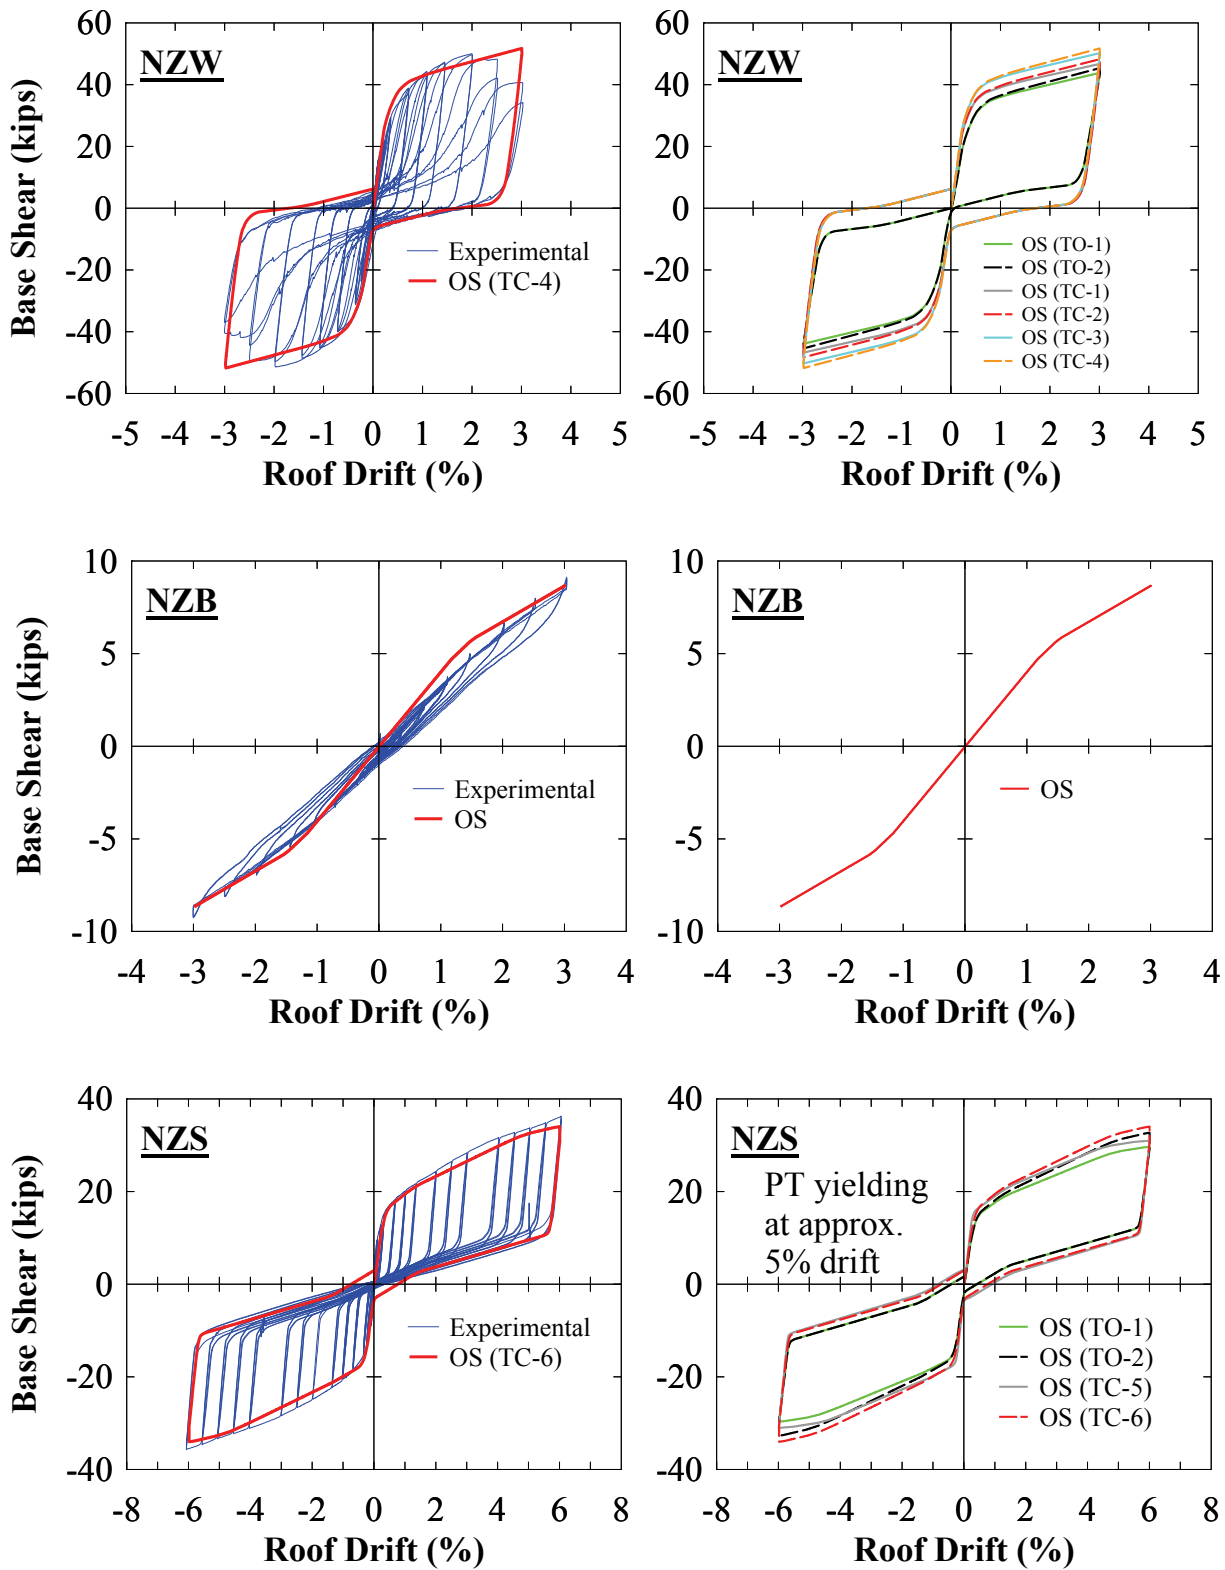 NZW
Base Shear (kips)
60
40
20
0
-20
-40
-60
Experimental
OS (TC-4)
-5 -4 -3 -2 -1 0 1 2 3 4 5
Roof Drift (%)
NZW
60
40
20
0
-20
-40
-60
OS (TO-1)
OS (TO-2)
OS (TC-1)
OS (TC-2)
OS (TC-3)
OS (TC-4)
-5 -4 -3 -2 -1 0 1 2 3 4 5
Roof Drift (%)
NZB
Base Shear (kips)
10
5
0
-5
-10
Experimental
OS
-4 -3 -2 -1 0 1 2 3 4
Roof Drift (%)
NZB
10
5
0
-5
-10
OS
-4 -3 -2 -1 0 1 2 3 4
Roof Drift (%)
NZS
Base Shear (kips)
40
20
0
-20
-40
Experimental
OS (TC-6)
-8 -6 -4 -2 0 2 4 6 8
Roof Drift (%)
NZS
PT yielding
at approx.
5% drift
40
20
0
-20
-40
OS (TO-1)
OS (TO-2)
OS (TC-5)
OS (TC-6)
-8 -6 -4 -2 0 2 4 6 8
Roof Drift (%)